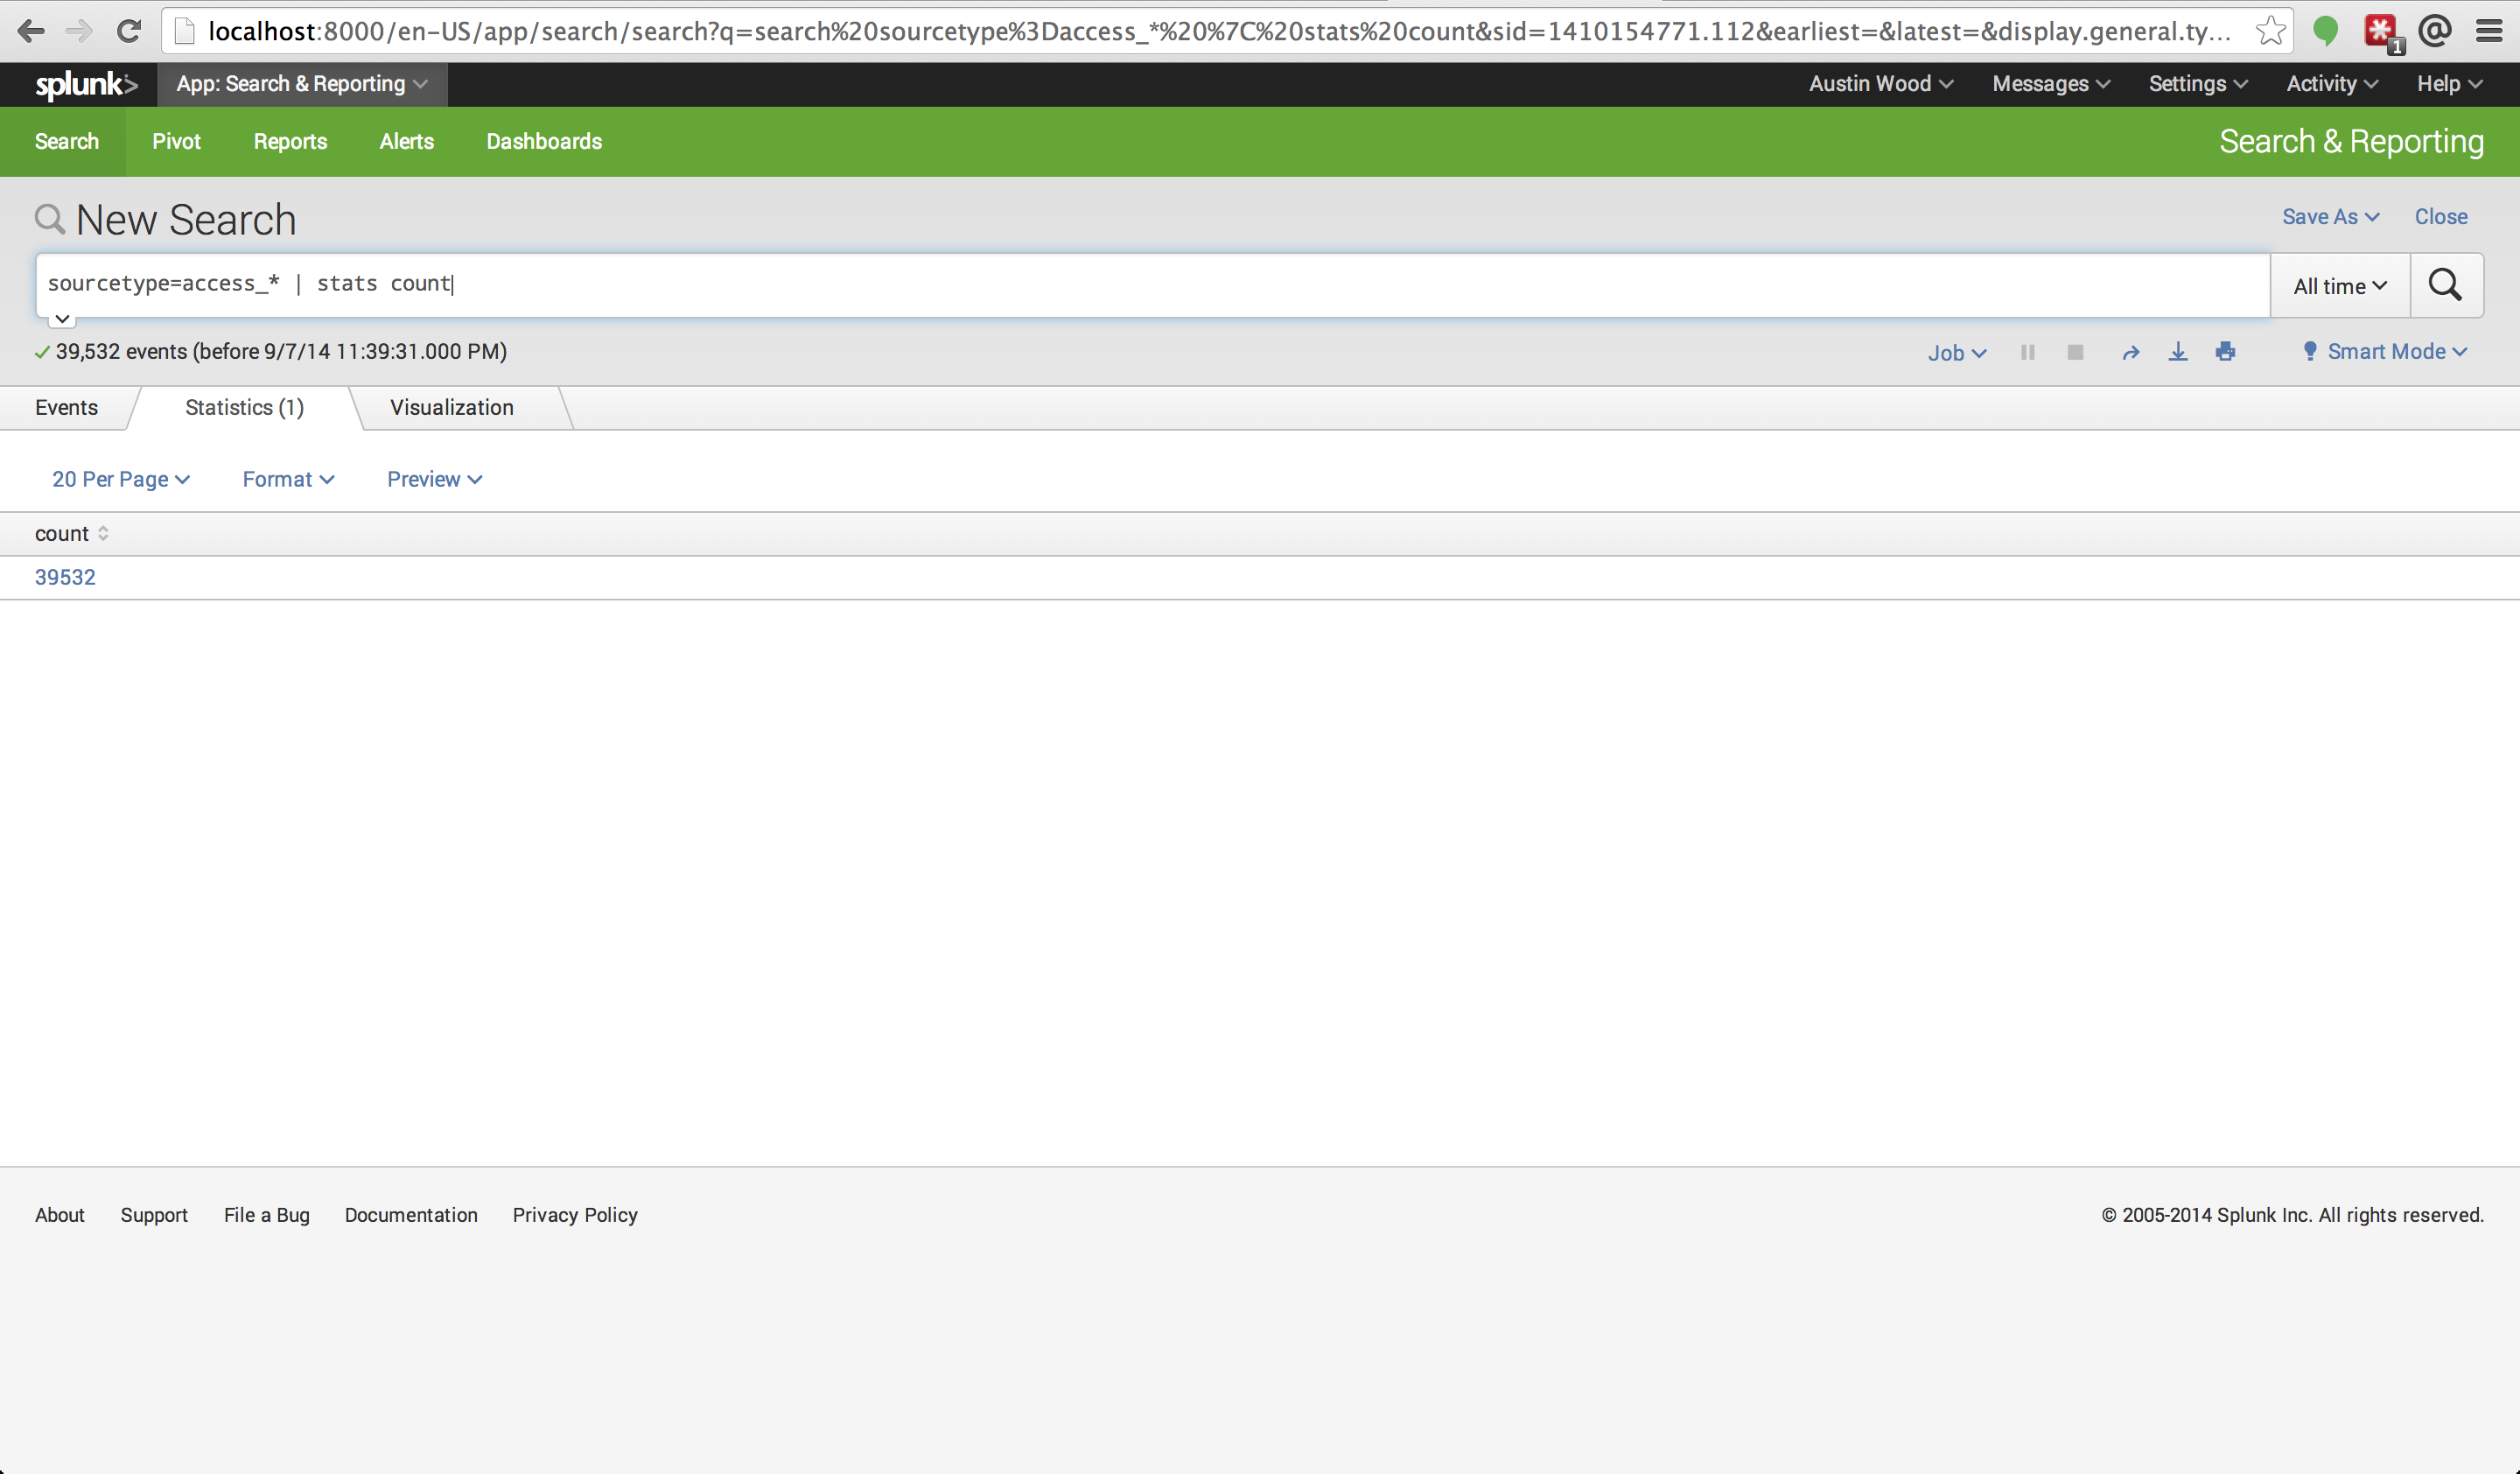 localhost:8000/en-US/app/search/search?q=search%20sourcetype%3Daccess_*%20%7C%20stats%20count&sid=1410154771.112&earliest=&latest=&display.general.ty...
1
splunk> App: Search & Reporting Austin Wood Messages Settings Activity Help
Search Pivot Reports Alerts Dashboards Search & Reporting
New Search Save As Close
sourcetype=access_* | stats count All time
39,532 events (before 9/7/14 11:39:31.000 PM) Job Smart Mode
Events Statistics (1) Visualization
20 Per Page Format Preview
count
39532
About Support File a Bug Documentation Privacy Policy © 2005-2014 Splunk Inc. All rights reserved.